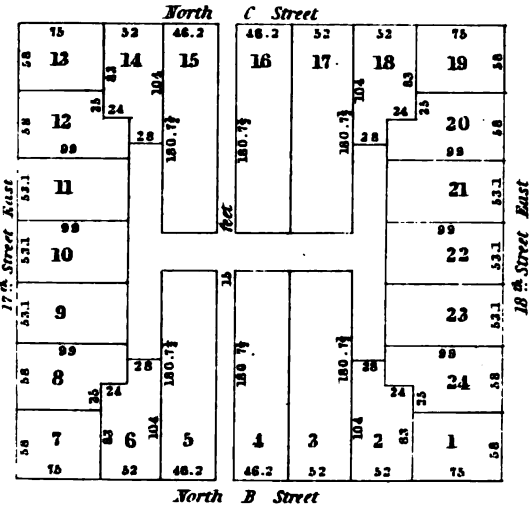 North C Street
75 52 46.2 46.2 52 52 75
58 13 14 15 16 17 18 19 58
83 104 104 83
25 24 24 25
58 12 28 180.7½ 180.7½ 180.7½ 28 20 58
99 99
53.1 11 21 53.1
17th Street East
18th Street East
feet
99 99
53.1 10 22 53.1
15
53.1 9 23 53.1
99 99
58 8 28 180.7½ 180.7½ 28 24 58
25 24 24 25
83 104 104 83
58 7 6 5 4 3 2 1 58
75 52 46.2 46.2 52 52 75
North B Street